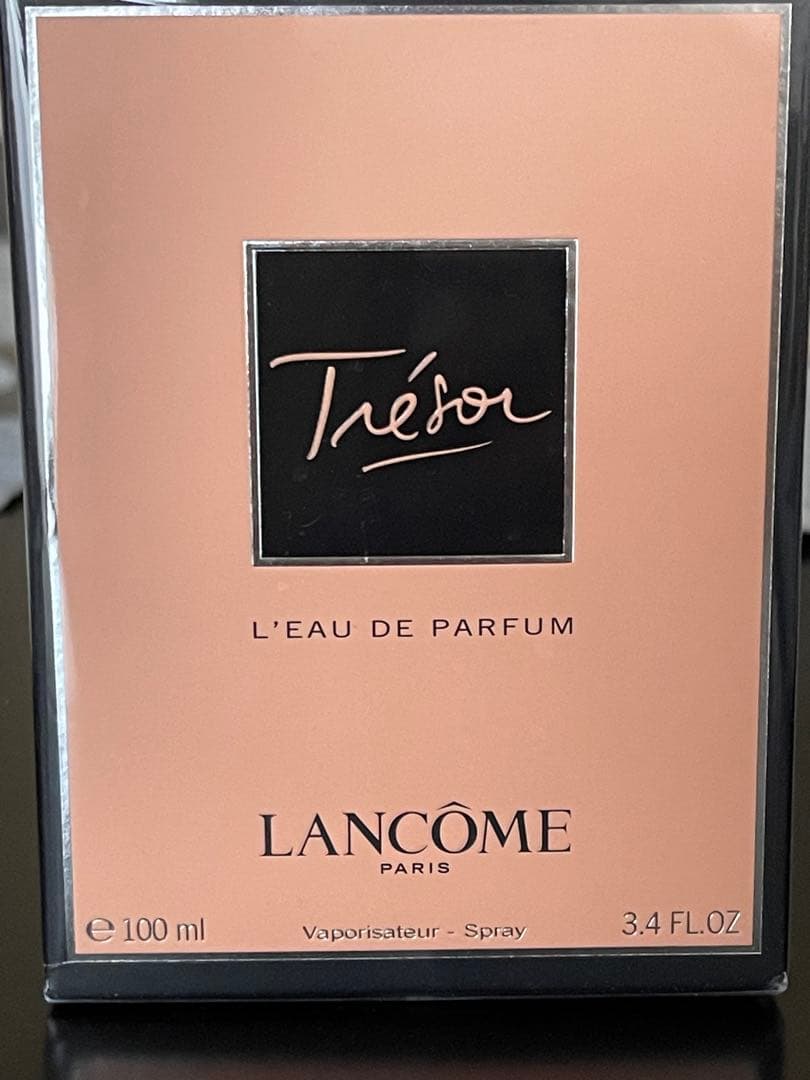 Trésor
L'EAU DE PARFUM
LANCÔME
PARIS
℮ 100 ml Vaporisateur - Spray 3.4 FL.OZ